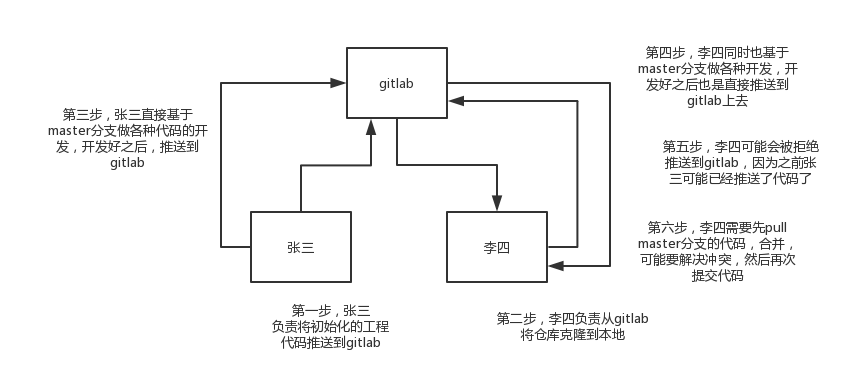 gitlab
第四步，李四同时也基于
master分支做各种开发，开
发好之后也是直接推送到
gitlab上去
第三步，张三直接基于
master分支做各种代码的开
发，开发好之后，推送到
gitlab
第五步，李四可能会被拒绝
推送到gitlab，因为之前张
三可能已经推送了代码了
张三
李四
第六步，李四需要先pull
master分支的代码，合并，
可能要解决冲突，然后再次
提交代码
第一步，张三
负责将初始化的工程
代码推送到gitlab
第二步，李四负责从gitlab
将仓库克隆到本地